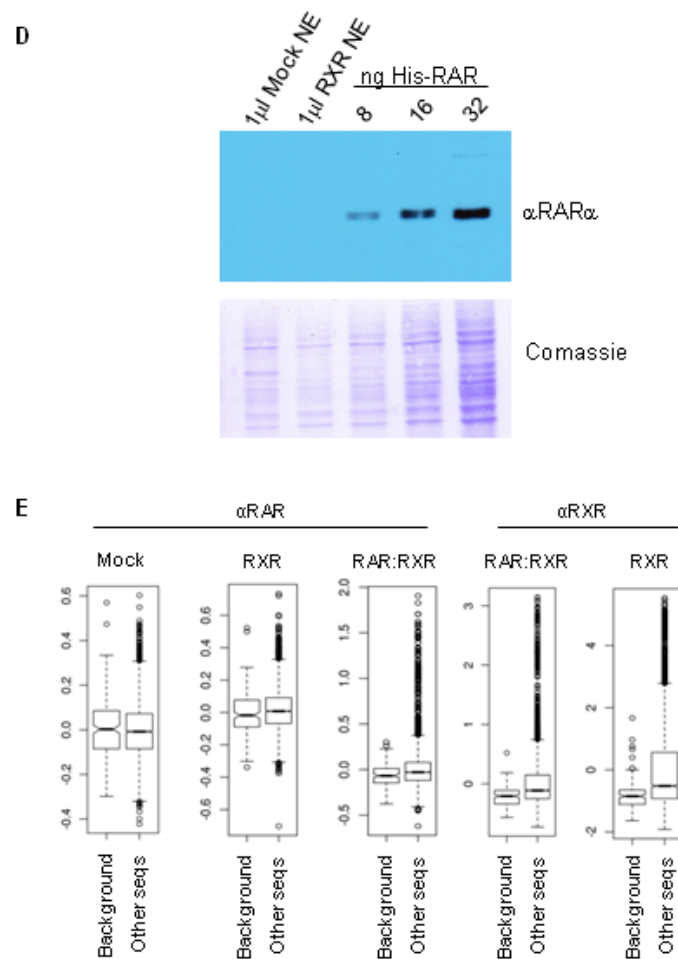 D
1µl Mock NE
1µl RXR NE
ng His-RAR
8
16
32
αRARα
Comassie
E
αRAR
αRXR
Mock
RXR
RAR:RXR
RAR:RXR
RXR
0.6
0.4
0.2
0.0
-0.2
-0.4
0.6
0.4
0.2
0.0
-0.2
-0.4
-0.6
2.0
1.5
1.0
0.5
0.0
-0.5
3
2
1
0
4
2
0
-2
Background
Other seqs
Background
Other seqs
Background
Other seqs
Background
Other seqs
Background
Other seqs